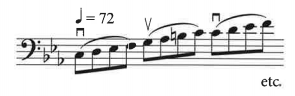 ♩ = 72
etc.